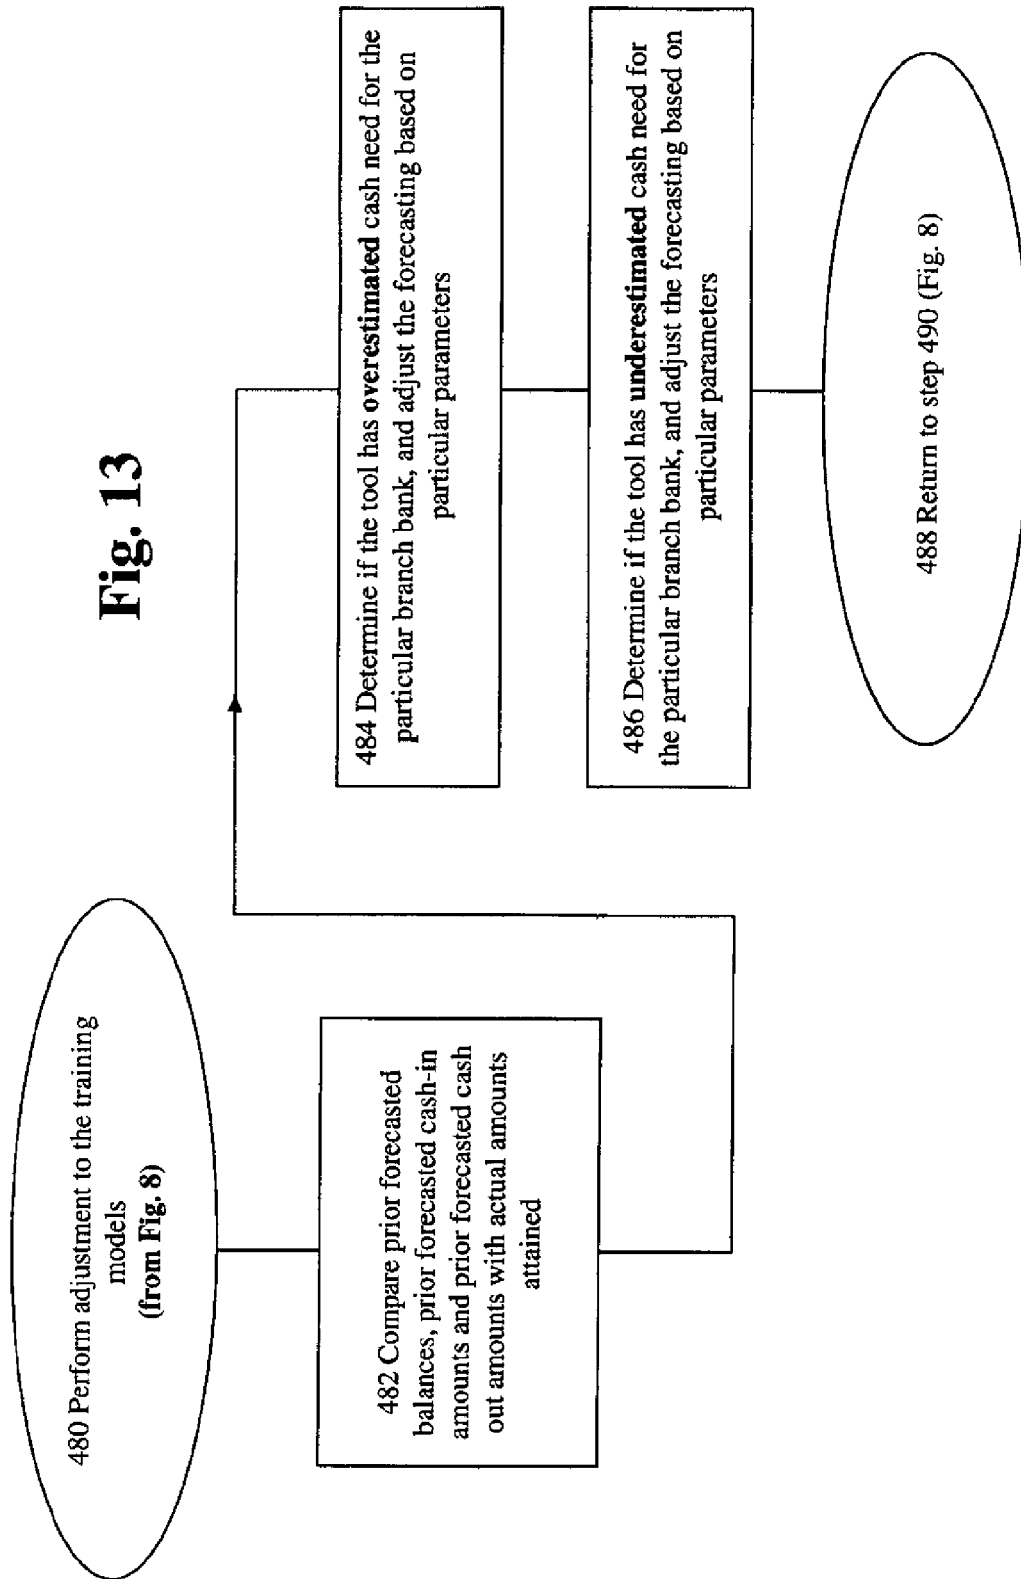 Fig. 13
480 Perform adjustment to the training
models
(from Fig. 8)
482 Compare prior forecasted
balances, prior forecasted cash-in
amounts and prior forecasted cash
out amounts with actual amounts
attained
484 Determine if the tool has overestimated cash need for the
particular branch bank, and adjust the forecasting based on
particular parameters
486 Determine if the tool has underestimated cash need for
the particular branch bank, and adjust the forecasting based on
particular parameters
488 Return to step 490 (Fig. 8)